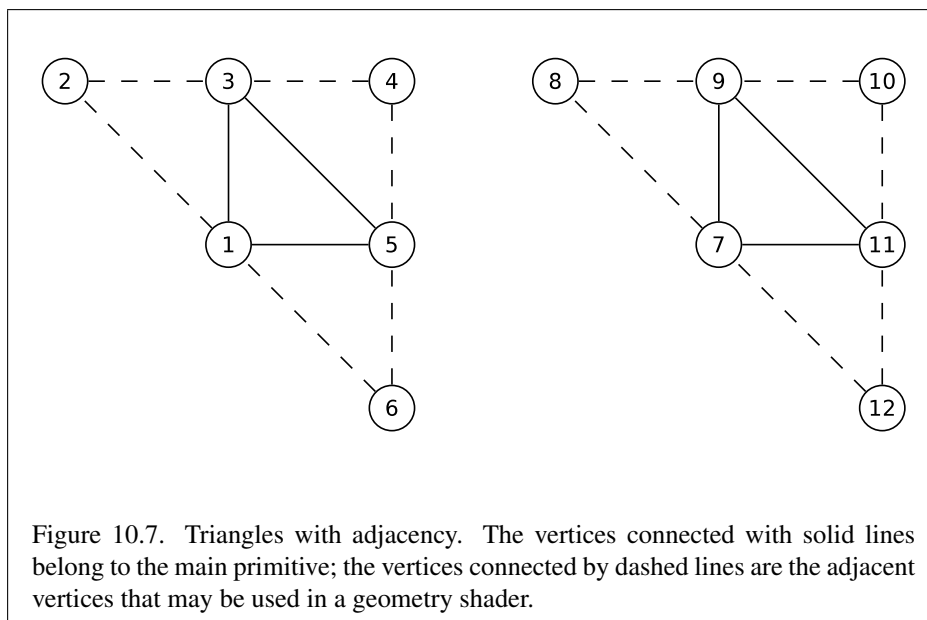 2 3 4 8 9 10
1 5 7 11
6 12
Figure 10.7. Triangles with adjacency. The vertices connected with solid lines
belong to the main primitive; the vertices connected by dashed lines are the adjacent
vertices that may be used in a geometry shader.